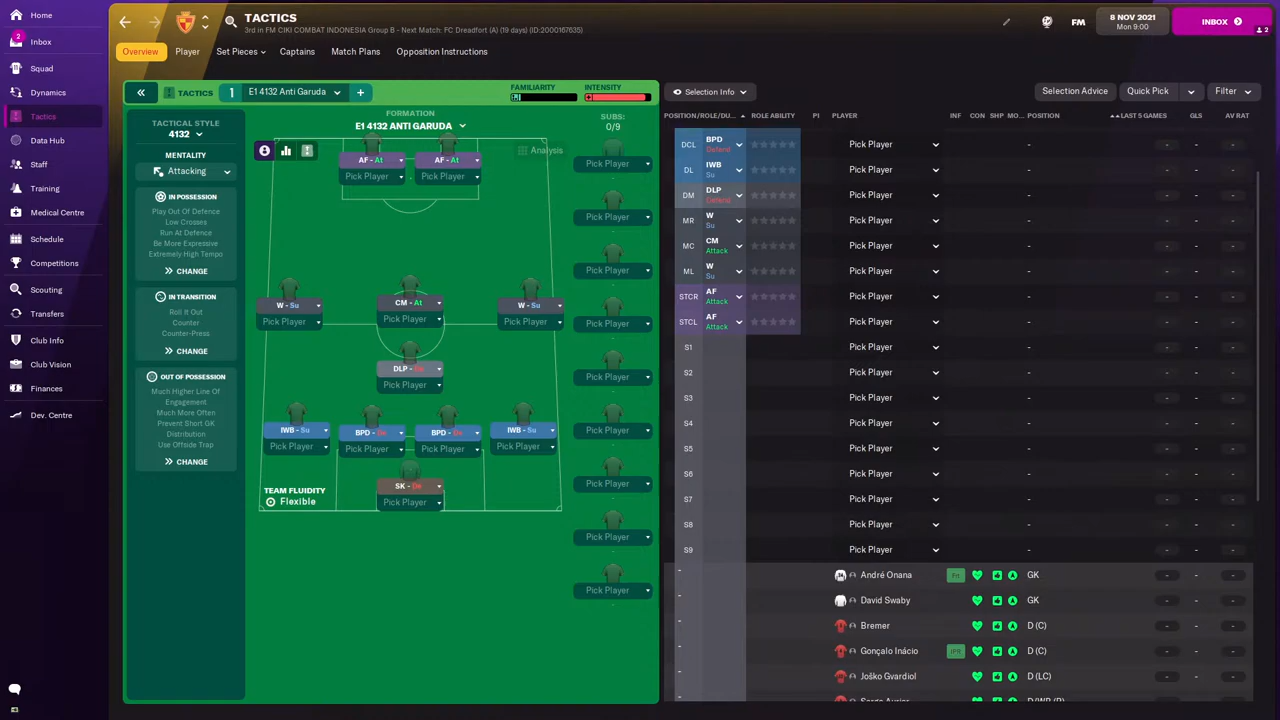 Home
TACTICS
3rd in FM CIKI COMBAT INDONESIA Group B - Next Match: FC Dreadfort (A) (19 days) (ID:2000167635)
FM
8 NOV 2021
Mon 9:00
INBOX
2
2
Inbox
Overview
Player
Set Pieces
Captains
Match Plans
Opposition Instructions
Squad
Dynamics
Tactics
Data Hub
Staff
Training
Medical Centre
Schedule
Competitions
Scouting
Transfers
Club Info
Club Vision
Finances
Dev. Centre
TACTICS
1
E1 4132 Anti Garuda
FAMILIARITY
INTENSITY
TACTICAL STYLE
4132
MENTALITY
Attacking
IN POSSESSION
Play Out Of Defence
Low Crosses
Run At Defence
Be More Expressive
Extremely High Tempo
CHANGE
IN TRANSITION
Roll It Out
Counter
Counter-Press
CHANGE
OUT OF POSSESSION
Much Higher Line Of
Engagement
Much More Often
Prevent Short GK
Distribution
Use Offside Trap
CHANGE
FORMATION
E1 4132 ANTI GARUDA
SUBS:
0/9
Analysis
AF - At
AF - At
Pick Player
Pick Player
W - Su
CM - At
W - Su
Pick Player
Pick Player
Pick Player
DLP - De
Pick Player
IWB - Su
BPD - De
BPD - De
IWB - Su
Pick Player
Pick Player
Pick Player
Pick Player
SK - De
Pick Player
TEAM FLUIDITY
Flexible
Pick Player
Pick Player
Pick Player
Pick Player
Pick Player
Pick Player
Pick Player
Pick Player
Pick Player
Selection Info
Selection Advice
Quick Pick
Filter
POSITION/ROLE/DU...
ROLE ABILITY
PI
PLAYER
INF
CON
SHP
MO...
POSITION
LAST 5 GAMES
GLS
AV RAT
DCL BPD Defend Pick Player - - - -
DL IWB Su Pick Player - - - -
DM DLP Defend Pick Player - - - -
MR W Su Pick Player - - - -
MC CM Attack Pick Player - - - -
ML W Su Pick Player - - - -
STCR AF Attack Pick Player - - - -
STCL AF Attack Pick Player - - - -
S1 Pick Player - - - -
S2 Pick Player - - - -
S3 Pick Player - - - -
S4 Pick Player - - - -
S5 Pick Player - - - -
S6 Pick Player - - - -
S7 Pick Player - - - -
S8 Pick Player - - - -
S9 Pick Player - - - -
- André Onana GK - - -
- David Swaby GK - - -
- Bremer D (C) - - -
- Gonçalo Inácio IPR D (C) - - -
- Joško Gvardiol D (LC) - - -